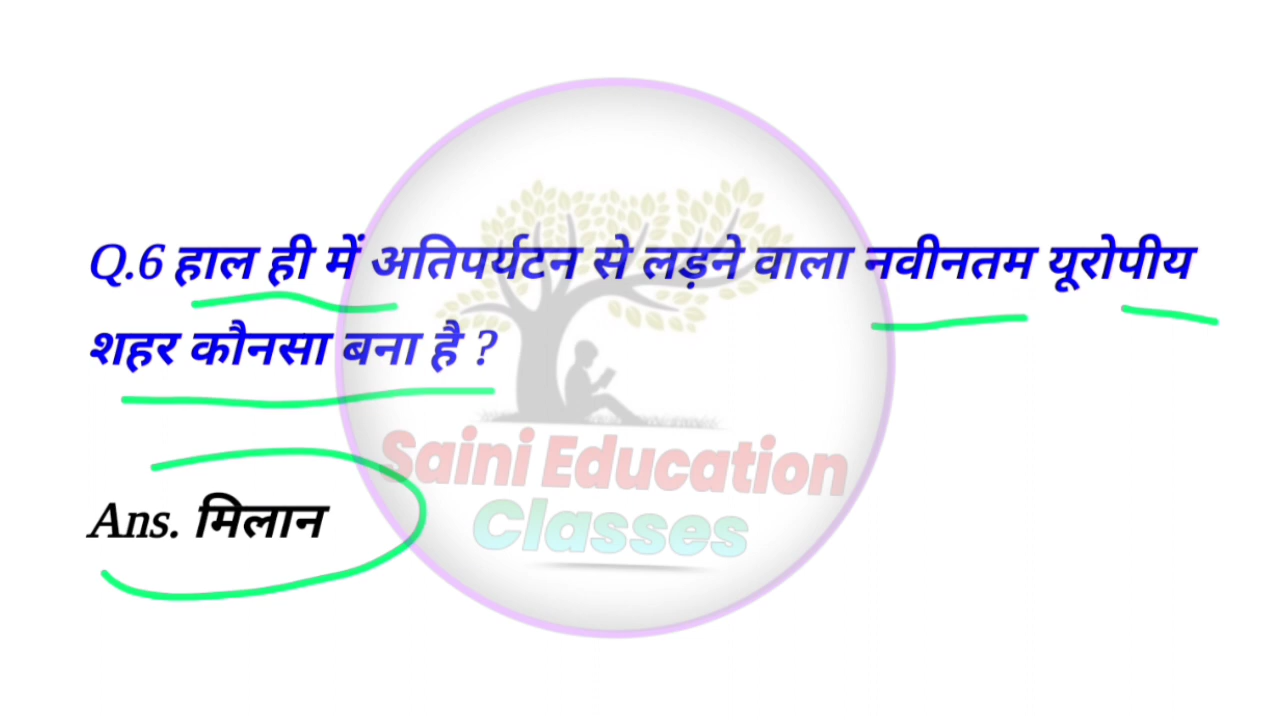 Q.6 हाल ही में अतिपर्यटन से लड़ने वाला नवीनतम यूरोपीय
शहर कौनसा बना है ?
Saini Education
Classes
Ans. मिलान